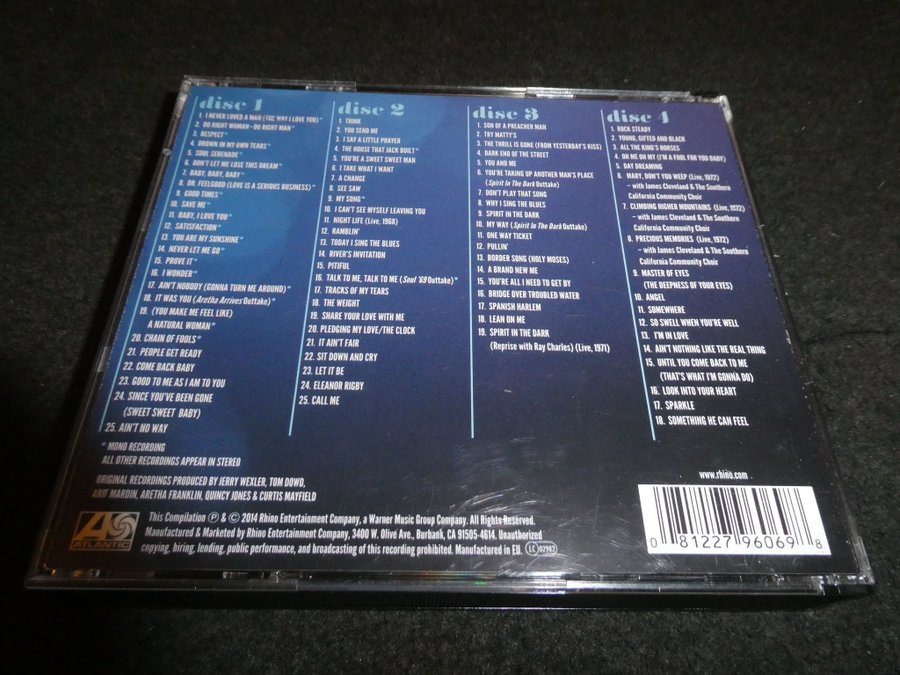 disc 1
1. I NEVER LOVED A MAN (THE WAY I LOVE YOU)*
2. DO RIGHT WOMAN–DO RIGHT MAN*
3. RESPECT*
4. DROWN IN MY OWN TEARS*
5. SOUL SERENADE*
6. DON'T LET ME LOSE THIS DREAM*
7. BABY, BABY, BABY*
8. DR. FEELGOOD (LOVE IS A SERIOUS BUSINESS)*
9. GOOD TIMES*
10. SAVE ME*
11. BABY, I LOVE YOU*
12. SATISFACTION*
13. YOU ARE MY SUNSHINE*
14. NEVER LET ME GO*
15. PROVE IT*
16. I WONDER*
17. AIN'T NOBODY (GONNA TURN ME AROUND)*
18. IT WAS YOU (Aretha Arrives Outtake)*
19. (YOU MAKE ME FEEL LIKE)
A NATURAL WOMAN*
20. CHAIN OF FOOLS*
21. PEOPLE GET READY
22. COME BACK BABY
23. GOOD TO ME AS I AM TO YOU
24. SINCE YOU'VE BEEN GONE
(SWEET SWEET BABY)
25. AIN'T NO WAY
* MONO RECORDING
ALL OTHER RECORDINGS APPEAR IN STEREO
disc 2
1. THINK
2. YOU SEND ME
3. I SAY A LITTLE PRAYER
4. THE HOUSE THAT JACK BUILT*
5. YOU'RE A SWEET SWEET MAN
6. I TAKE WHAT I WANT
7. A CHANGE
8. SEE SAW
9. MY SONG*
10. I CAN'T SEE MYSELF LEAVING YOU
11. NIGHT LIFE (Live, 1968)
12. RAMBLIN'
13. TODAY I SING THE BLUES
14. RIVER'S INVITATION
15. PITIFUL
16. TALK TO ME, TALK TO ME (Soul '69 Outtake)*
17. TRACKS OF MY TEARS
18. THE WEIGHT
19. SHARE YOUR LOVE WITH ME
20. PLEDGING MY LOVE/THE CLOCK
21. IT AIN'T FAIR
22. SIT DOWN AND CRY
23. LET IT BE
24. ELEANOR RIGBY
25. CALL ME
disc 3
1. SON OF A PREACHER MAN
2. TRY MATTY'S
3. THE THRILL IS GONE (FROM YESTERDAY'S KISS)
4. DARK END OF THE STREET
5. YOU AND ME
6. YOU'RE TAKING UP ANOTHER MAN'S PLACE
(Spirit In The Dark Outtake)
7. DON'T PLAY THAT SONG
8. WHY I SING THE BLUES
9. SPIRIT IN THE DARK
10. MY WAY (Spirit In The Dark Outtake)
11. ONE WAY TICKET
12. PULLIN'
13. BORDER SONG (HOLY MOSES)
14. A BRAND NEW ME
15. YOU'RE ALL I NEED TO GET BY
16. BRIDGE OVER TROUBLED WATER
17. SPANISH HARLEM
18. LEAN ON ME
19. SPIRIT IN THE DARK
(Reprise with Ray Charles) (Live, 1971)
disc 4
1. ROCK STEADY
2. YOUNG, GIFTED AND BLACK
3. ALL THE KING'S HORSES
4. OH ME OH MY (I'M A FOOL FOR YOU BABY)
5. DAY DREAMING
6. MARY, DON'T YOU WEEP (Live, 1972)
– with James Cleveland & The Southern
California Community Choir
7. CLIMBING HIGHER MOUNTAINS (Live, 1972)
– with James Cleveland & The Southern
California Community Choir
8. PRECIOUS MEMORIES (Live, 1972)
– with James Cleveland & The Southern
California Community Choir
9. MASTER OF EYES
(THE DEEPNESS OF YOUR EYES)
10. ANGEL
11. SOMEWHERE
12. SO SWELL WHEN YOU'RE WELL
13. I'M IN LOVE
14. AIN'T NOTHING LIKE THE REAL THING
15. UNTIL YOU COME BACK TO ME
(THAT'S WHAT I'M GONNA DO)
16. LOOK INTO YOUR HEART
17. SPARKLE
18. SOMETHING HE CAN FEEL
ORIGINAL RECORDINGS PRODUCED BY JERRY WEXLER, TOM DOWD,
ARIF MARDIN, ARETHA FRANKLIN, QUINCY JONES & CURTIS MAYFIELD
www.rhino.com
ATLANTIC
This Compilation ℗ & © 2014 Rhino Entertainment Company, a Warner Music Group Company. All Rights Reserved.
Manufactured & Marketed by Rhino Entertainment Company, 3400 W. Olive Ave., Burbank, CA 91505-4614. Unauthorized
copying, hiring, lending, public performance, and broadcasting of this recording prohibited. Manufactured in EU. LC 02982
0 81227 96069 8